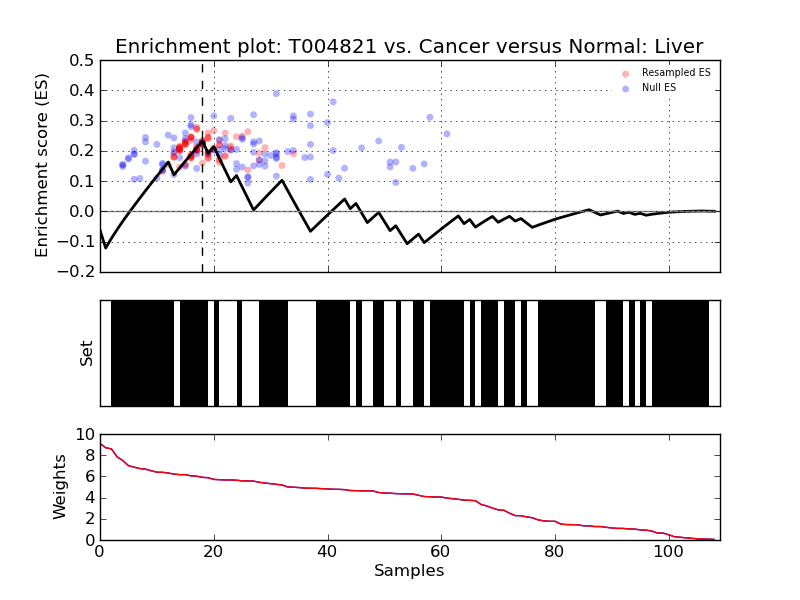 Enrichment plot: T004821 vs. Cancer versus Normal: Liver
Enrichment score (ES)
0.5
0.4
0.3
0.2
0.1
0.0
−0.1
−0.2
Resampled ES
Null ES
Set
Weights
10
8
6
4
2
0
0 20 40 60 80 100
Samples